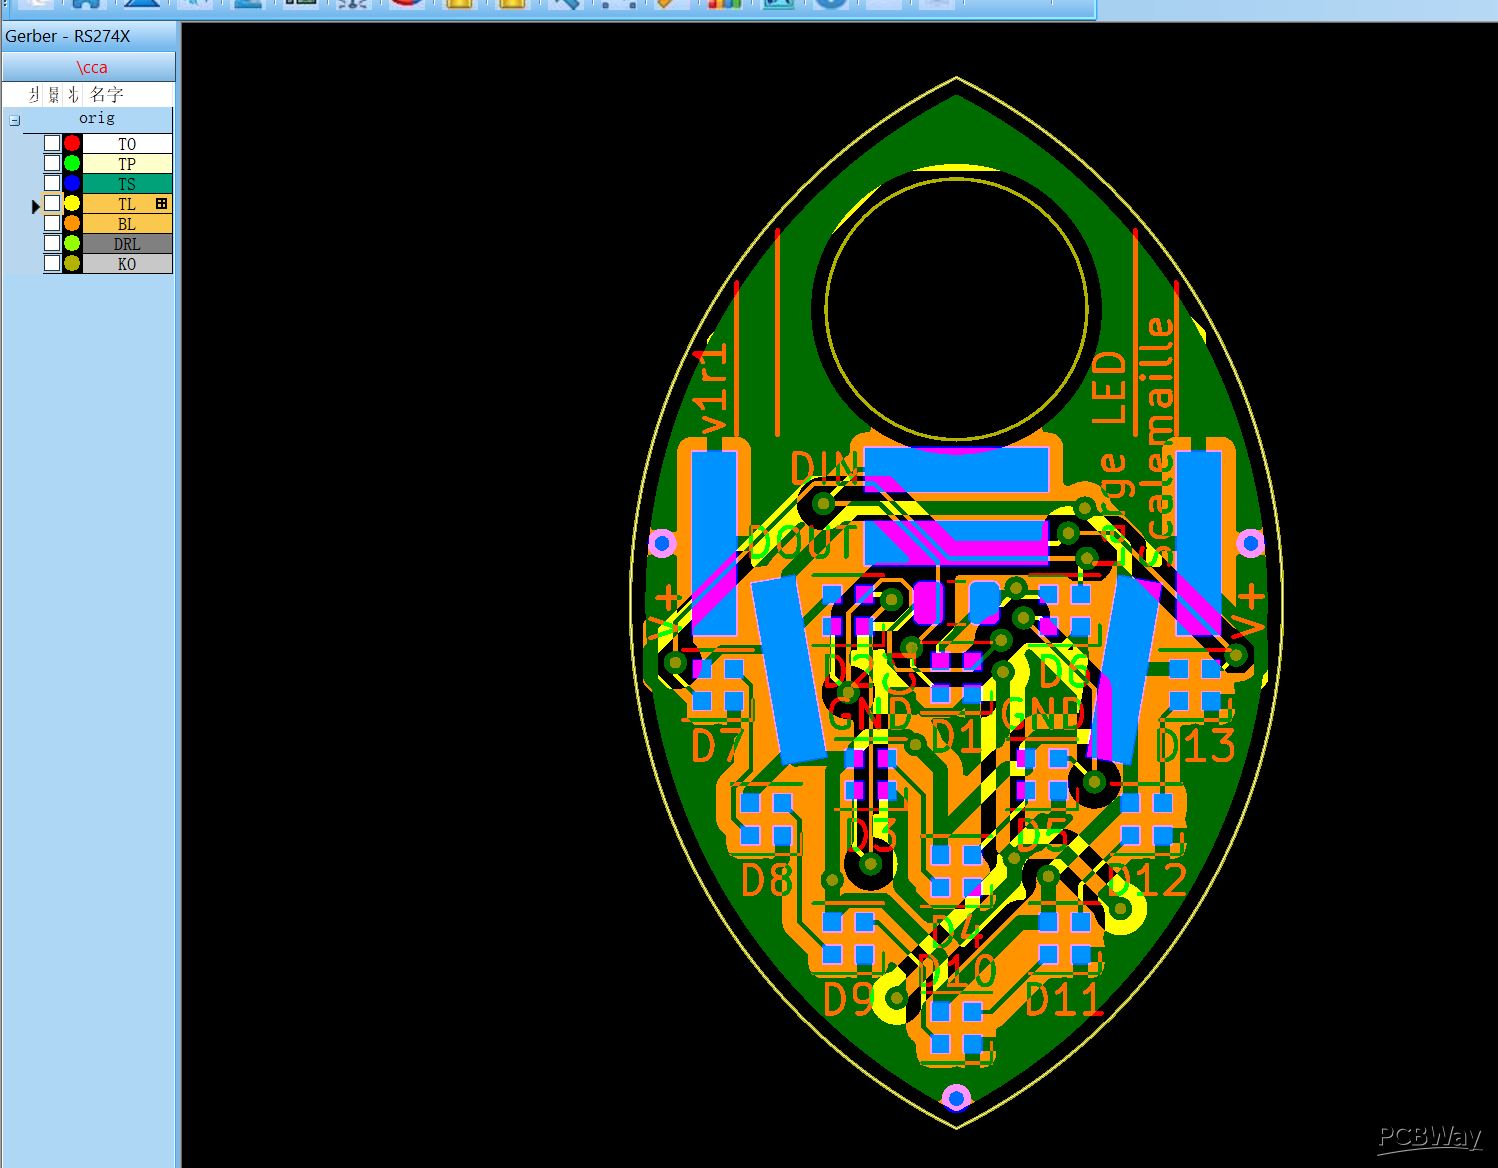 Gerber - RS274X
\cca
名字
orig
TO
TP
TS
TL
BL
DRL
KO
v1r1
LED
scalemaille
DIN
DOUT
V+
V+
D2
D6
GND
GND
D1
D7
D13
D3
D5
D8
D12
D4
D10
D9
D11
PCBWay